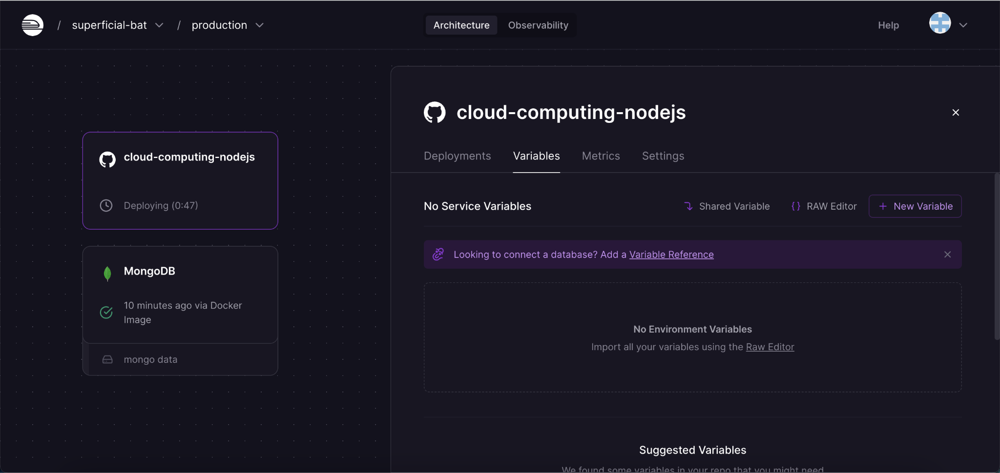 / superficial-bat / production
Architecture Observability
Help
cloud-computing-nodejs
Deploying (0:47)
MongoDB
10 minutes ago via Docker
Image
mongo data
cloud-computing-nodejs
Deployments Variables Metrics Settings
No Service Variables
Shared Variable {} RAW Editor + New Variable
Looking to connect a database? Add a Variable Reference
No Environment Variables
Import all your variables using the Raw Editor
Suggested Variables
We found some variables in your repo that you might need